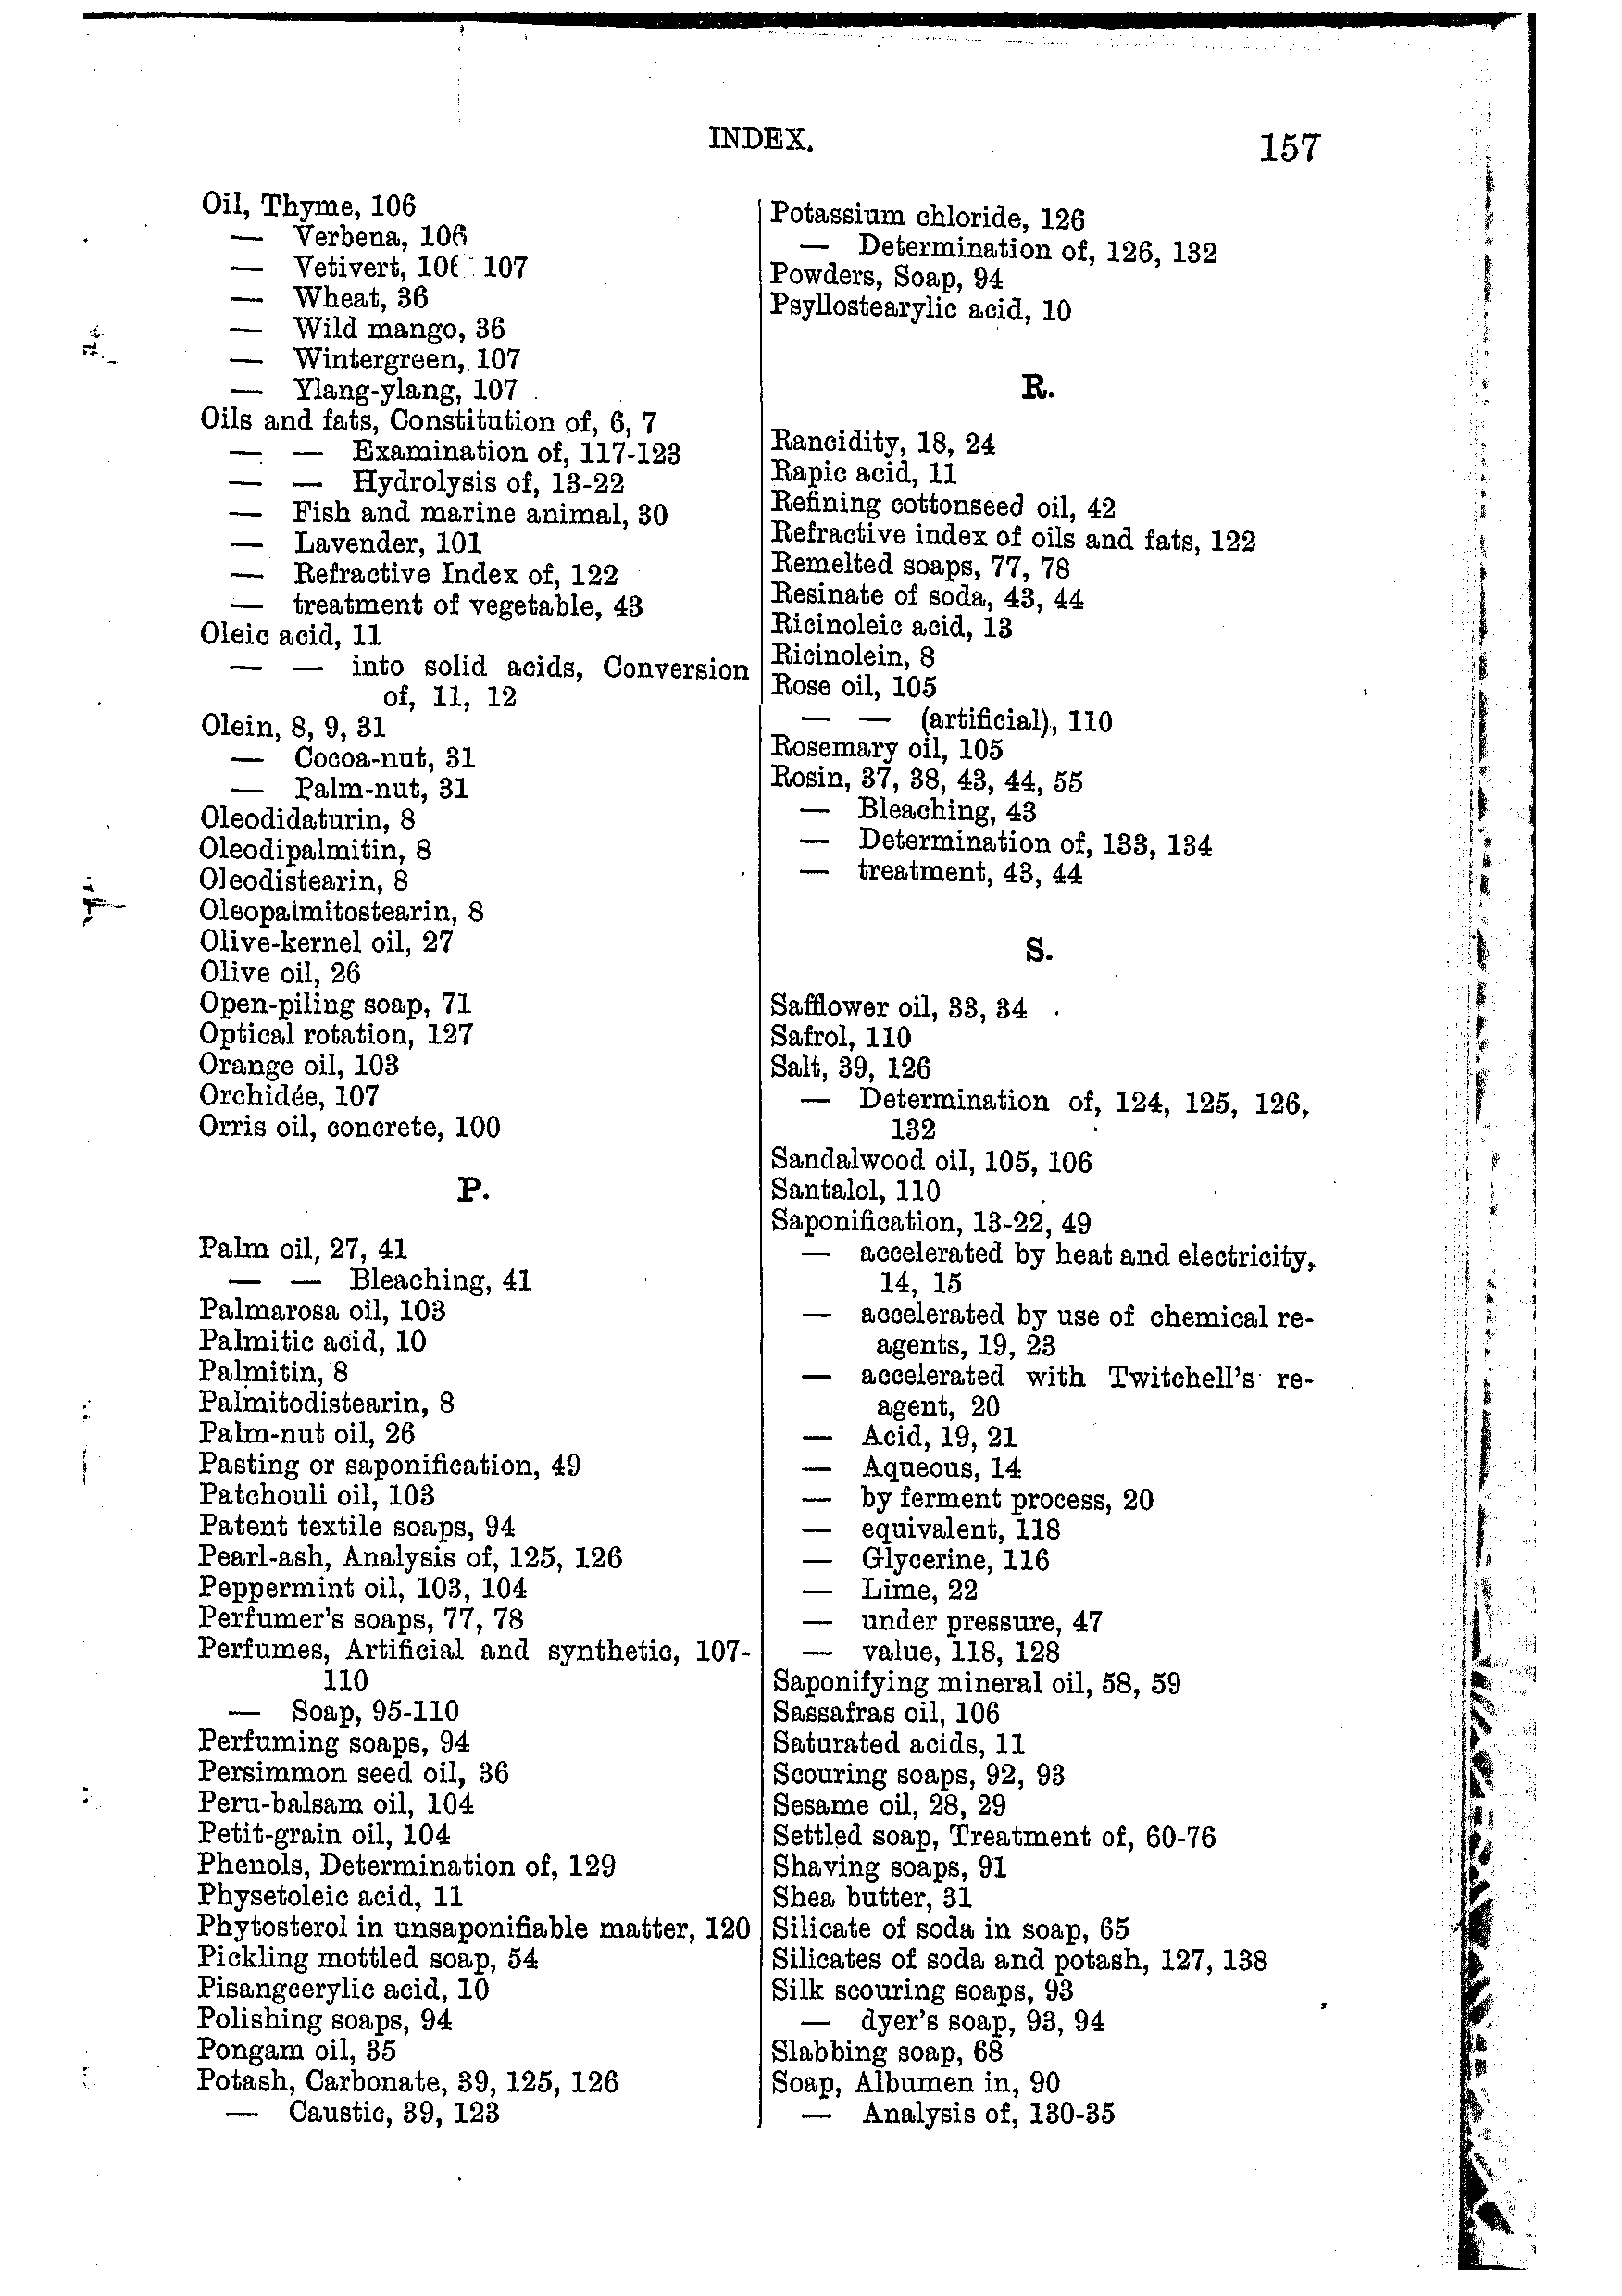 INDEX.
157
Oil, Thyme, 106
— Verbena, 106
— Vetivert, 106 107
— Wheat, 36
— Wild mango, 36
— Wintergreen, 107
— Ylang-ylang, 107
Oils and fats, Constitution of, 6, 7
— — Examination of, 117-123
— — Hydrolysis of, 13-22
— Fish and marine animal, 30
— Lavender, 101
— Refractive Index of, 122
— treatment of vegetable, 43
Oleic acid, 11
— — into solid acids, Conversion
of, 11, 12
Olein, 8, 9, 31
— Cocoa-nut, 31
— Palm-nut, 31
Oleodidaturin, 8
Oleodipalmitin, 8
Oleodistearin, 8
Oleopalmitostearin, 8
Olive-kernel oil, 27
Olive oil, 26
Open-piling soap, 71
Optical rotation, 127
Orange oil, 103
Orchidée, 107
Orris oil, concrete, 100
P.
Palm oil, 27, 41
— — Bleaching, 41
Palmarosa oil, 103
Palmitic acid, 10
Palmitin, 8
Palmitodistearin, 8
Palm-nut oil, 26
Pasting or saponification, 49
Patchouli oil, 103
Patent textile soaps, 94
Pearl-ash, Analysis of, 125, 126
Peppermint oil, 103, 104
Perfumer's soaps, 77, 78
Perfumes, Artificial and synthetic, 107-
110
— Soap, 95-110
Perfuming soaps, 94
Persimmon seed oil, 36
Peru-balsam oil, 104
Petit-grain oil, 104
Phenols, Determination of, 129
Physetoleic acid, 11
Phytosterol in unsaponifiable matter, 120
Pickling mottled soap, 54
Pisangcerylic acid, 10
Polishing soaps, 94
Pongam oil, 35
Potash, Carbonate, 39, 125, 126
— Caustic, 39, 123
Potassium chloride, 126
— Determination of, 126, 132
Powders, Soap, 94
Psyllostearylic acid, 10
R.
Rancidity, 18, 24
Rapic acid, 11
Refining cottonseed oil, 42
Refractive index of oils and fats, 122
Remelted soaps, 77, 78
Resinate of soda, 43, 44
Ricinoleic acid, 13
Ricinolein, 8
Rose oil, 105
— — (artificial), 110
Rosemary oil, 105
Rosin, 37, 38, 43, 44, 55
— Bleaching, 43
— Determination of, 133, 134
— treatment, 43, 44
S.
Safflower oil, 33, 34
Safrol, 110
Salt, 39, 126
— Determination of, 124, 125, 126,
132
Sandalwood oil, 105, 106
Santalol, 110
Saponification, 13-22, 49
— accelerated by heat and electricity,
14, 15
— accelerated by use of chemical re-
agents, 19, 23
— accelerated with Twitchell's re-
agent, 20
— Acid, 19, 21
— Aqueous, 14
— by ferment process, 20
— equivalent, 118
— Glycerine, 116
— Lime, 22
— under pressure, 47
— value, 118, 128
Saponifying mineral oil, 58, 59
Sassafras oil, 106
Saturated acids, 11
Scouring soaps, 92, 93
Sesame oil, 28, 29
Settled soap, Treatment of, 60-76
Shaving soaps, 91
Shea butter, 31
Silicate of soda in soap, 65
Silicates of soda and potash, 127, 138
Silk scouring soaps, 93
— dyer's soap, 93, 94
Slabbing soap, 68
Soap, Albumen in, 90
— Analysis of, 130-35